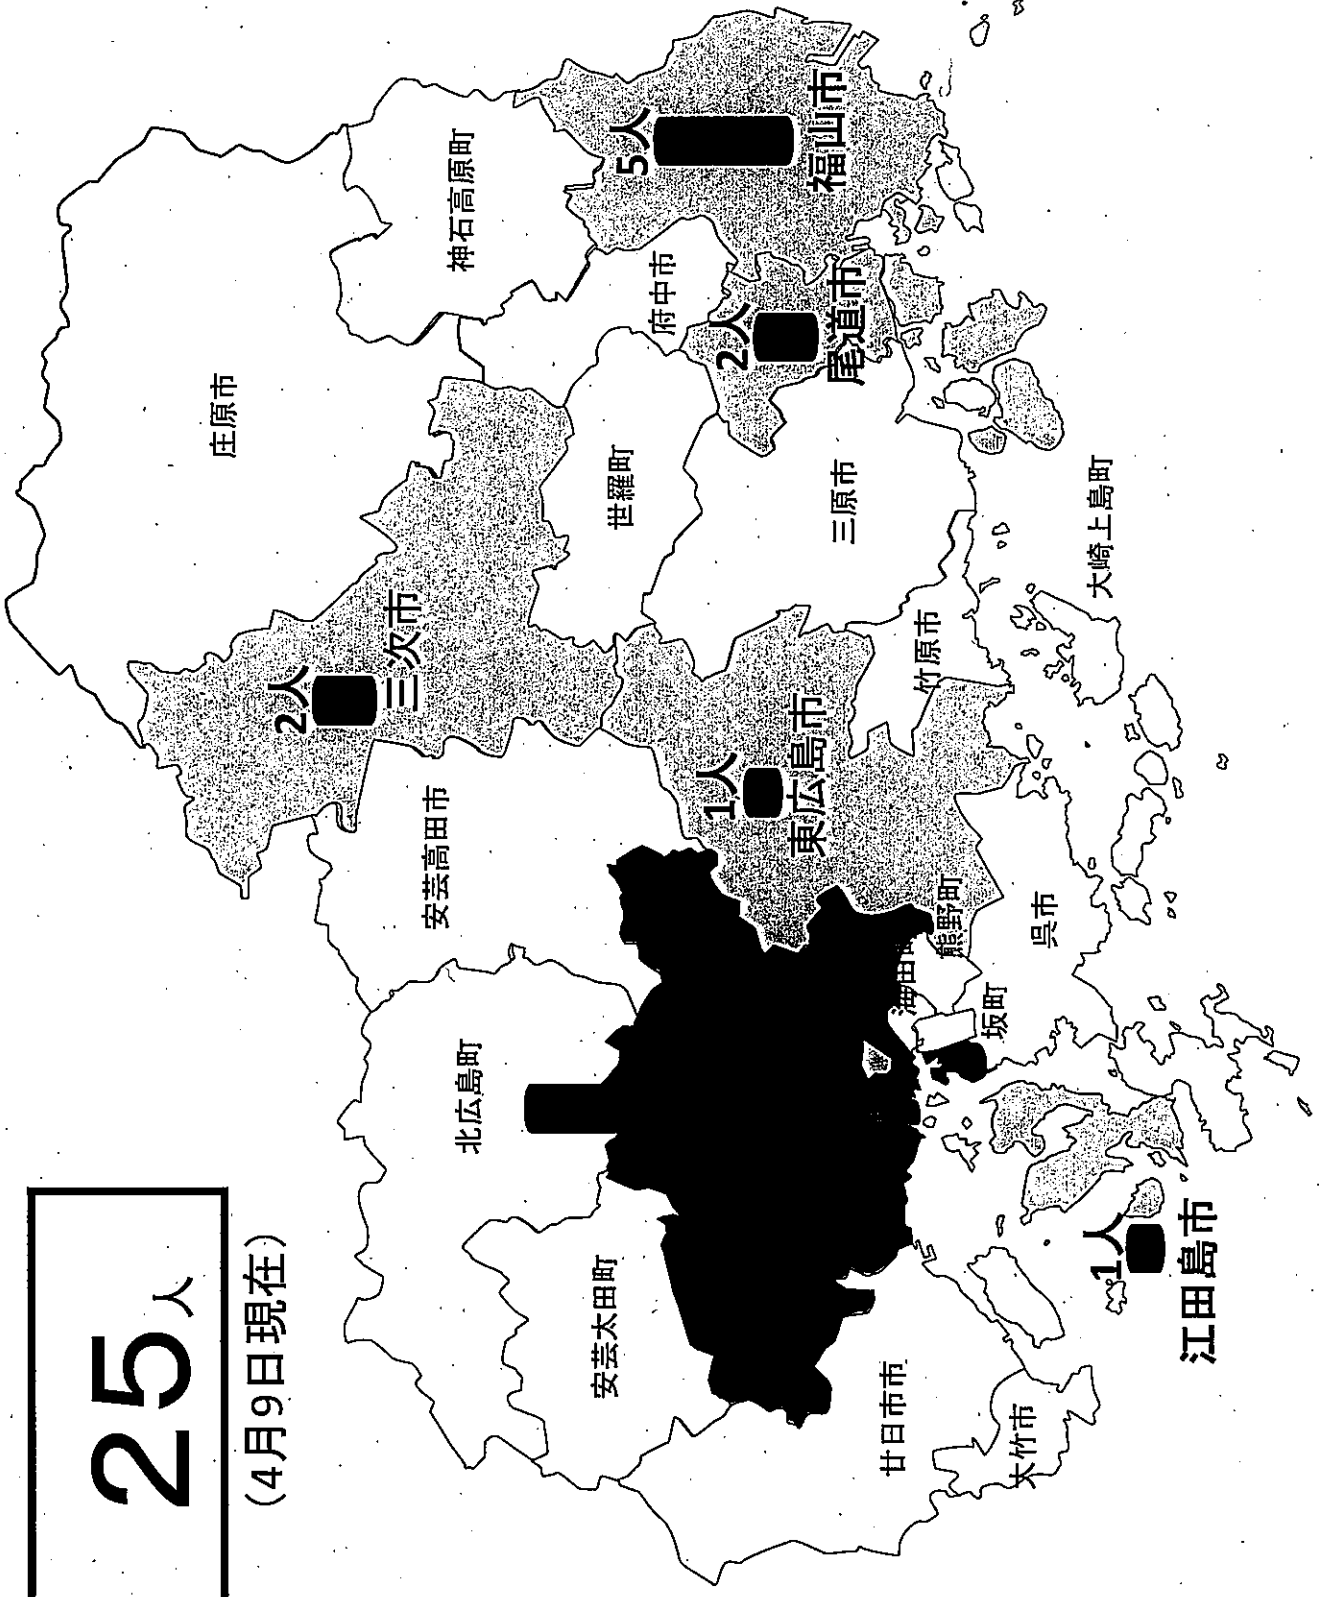 25人
(4月9日現在)
庄原市
神石高原町
2人
三次市
5人
福山市
府中市
2人
尾道市
世羅町
三原市
安芸高田市
1人
東広島市
竹原市
大崎上島町
北広島町
熊野町
呉市
坂町
安芸太田町
廿日市市
大竹市
1人
江田島市